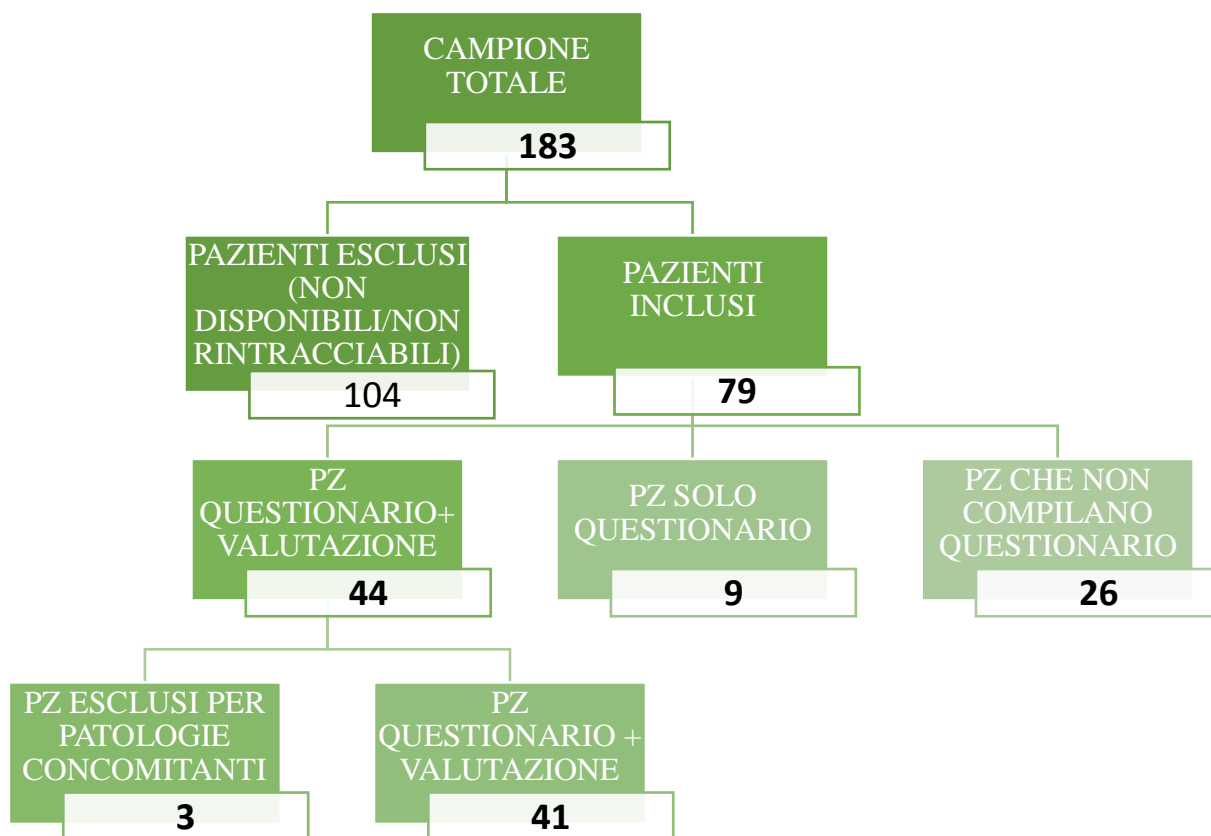 CAMPIONE
TOTALE
183
PAZIENTI ESCLUSI
(NON
DISPONIBILI/NON
RINTRACCIABILI)
104
PAZIENTI
INCLUSI
79
PZ
QUESTIONARIO+
VALUTAZIONE
44
PZ SOLO
QUESTIONARIO
9
PZ CHE NON
COMPILANO
QUESTIONARIO
26
PZ ESCLUSI PER
PATOLOGIE
CONCOMITANTI
3
PZ
QUESTIONARIO +
VALUTAZIONE
41